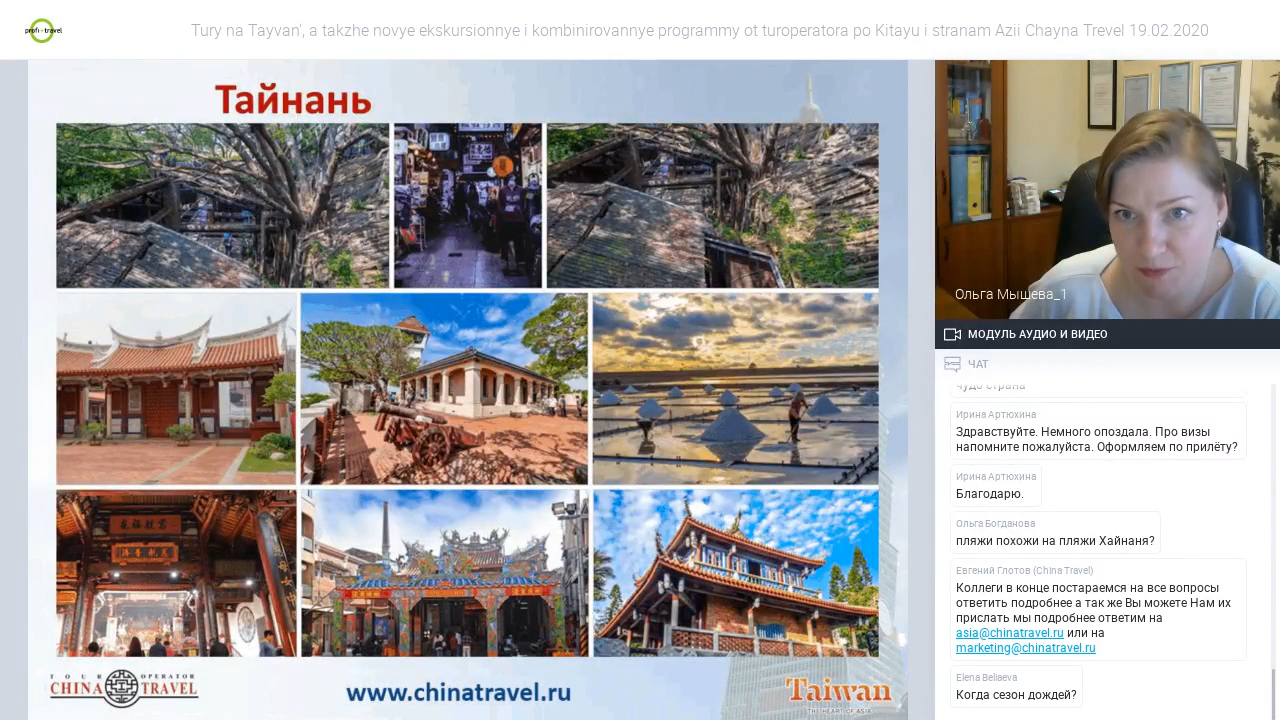 profi-travel
Tury na Tayvan', a takzhe novye ekskursionnye i kombinirovannye programmy ot turoperatora po Kitayu i stranam Azii Chayna Trevel 19.02.2020
Тайнань
TOUR OPERATOR
CHINA TRAVEL
www.chinatravel.ru
Taiwan
THE HEART OF ASIA
Ольга Мышева_1
МОДУЛЬ АУДИО И ВИДЕО
ЧАТ
чудо страна
Ирина Артюхина
Здравствуйте. Немного опоздала. Про визы
напомните пожалуйста. Оформляем по прилёту?
Ирина Артюхина
Благодарю.
Ольга Богданова
пляжи похожи на пляжи Хайнаня?
Евгений Глотов (China Travel)
Коллеги в конце постараемся на все вопросы
ответить подробнее а так же Вы можете Нам их
прислать мы подробнее ответим на
asia@chinatravel.ru или на
marketing@chinatravel.ru
Elena Beliaeva
Когда сезон дождей?